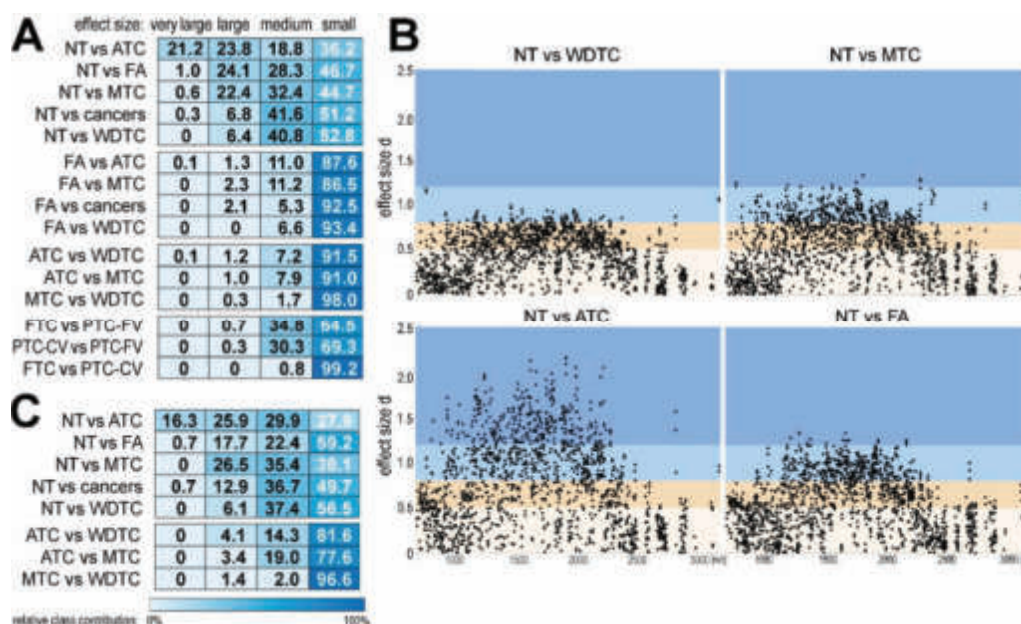 A
effect size: very large large medium small
NT vs ATC 21.2 23.8 18.8 36.2
NT vs FA 1.0 24.1 28.3 46.7
NT vs MTC 0.6 22.4 32.4 44.7
NT vs cancers 0.3 6.8 41.6 51.2
NT vs WDTC 0 6.4 40.8 52.8
FA vs ATC 0.1 1.3 11.0 87.6
FA vs MTC 0 2.3 11.2 86.5
FA vs cancers 0 2.1 5.3 92.5
FA vs WDTC 0 0 6.6 93.4
ATC vs WDTC 0.1 1.2 7.2 91.5
ATC vs MTC 0 1.0 7.9 91.0
MTC vs WDTC 0 0.3 1.7 98.0
FTC vs PTC-FV 0 0.7 34.8 64.5
PTC-CV vs PTC-FV 0 0.3 30.3 69.3
FTC vs PTC-CV 0 0 0.8 99.2
B
NT vs WDTC NT vs MTC
effect size d
2.5
2.0
1.5
1.0
0.5
0
NT vs ATC NT vs FA
effect size d
2.5
2.0
1.5
1.0
0.5
0
1000 1500 2000 2500 3000 1000 1500 2000 2500 3000
C
NT vs ATC 16.3 25.9 29.9 27.9
NT vs FA 0.7 17.7 22.4 59.2
NT vs MTC 0 26.5 35.4 38.1
NT vs cancers 0.7 12.9 36.7 49.7
NT vs WDTC 0 6.1 37.4 56.5
ATC vs WDTC 0 4.1 14.3 81.6
ATC vs MTC 0 3.4 19.0 77.6
MTC vs WDTC 0 1.4 2.0 96.6
relative class contribution: 0% 100%